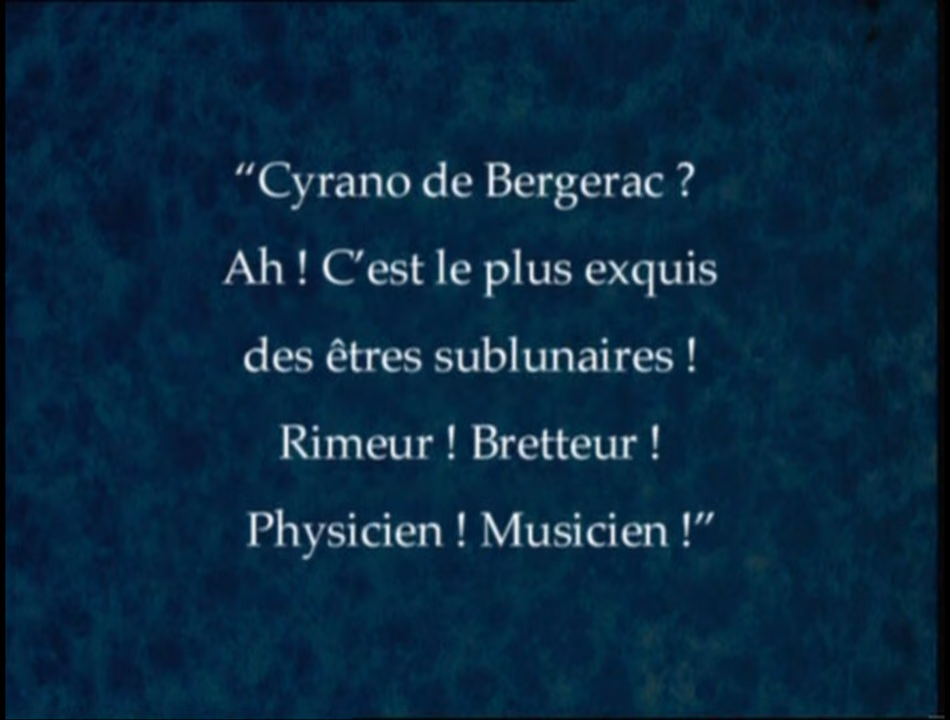 “Cyrano de Bergerac ?
Ah ! C’est le plus exquis
des êtres sublunaires !
Rimeur ! Bretteur !
Physicien ! Musicien !”